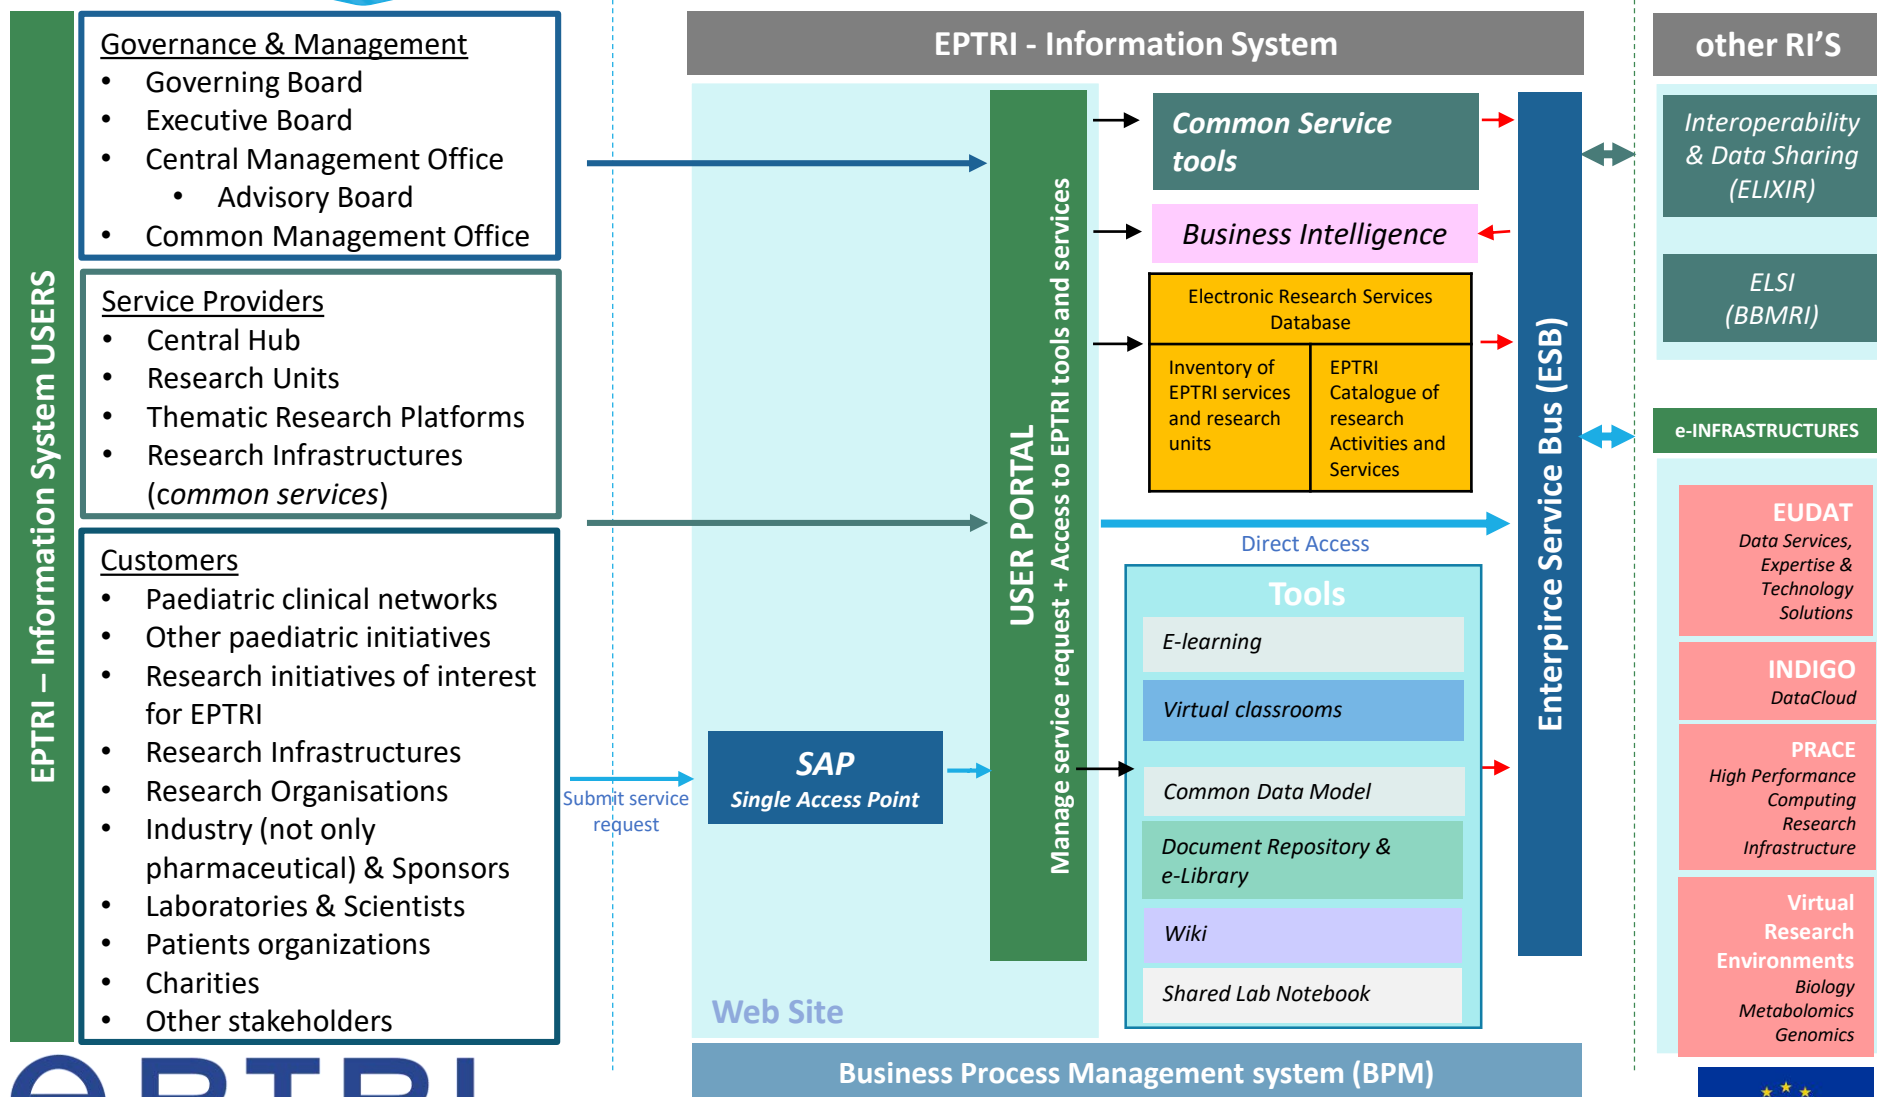 EPTRI – Information System USERS
Governance & Management
• Governing Board
• Executive Board
• Central Management Office
• Advisory Board
• Common Management Office
Service Providers
• Central Hub
• Research Units
• Thematic Research Platforms
• Research Infrastructures
(common services)
Customers
• Paediatric clinical networks
• Other paediatric initiatives
• Research initiatives of interest
for EPTRI
• Research Infrastructures
• Research Organisations
• Industry (not only
pharmaceutical) & Sponsors
• Laboratories & Scientists
• Patients organizations
• Charities
• Other stakeholders
Submit service
request
EPTRI - Information System
SAP
Single Access Point
Web Site
USER PORTAL
Manage service request + Access to EPTRI tools and services
Common Service
tools
Business Intelligence
Electronic Research Services
Database
Inventory of
EPTRI services
and research
units
EPTRI
Catalogue of
research
Activities and
Services
Direct Access
Tools
E-learning
Virtual classrooms
Common Data Model
Document Repository &
e-Library
Wiki
Shared Lab Notebook
Enterpirce Service Bus (ESB)
Business Process Management system (BPM)
other RI'S
Interoperability
& Data Sharing
(ELIXIR)
ELSI
(BBMRI)
e-INFRASTRUCTURES
EUDAT
Data Services,
Expertise &
Technology
Solutions
INDIGO
DataCloud
PRACE
High Performance
Computing
Research
Infrastructure
Virtual
Research
Environments
Biology
Metabolomics
Genomics
ePTRI